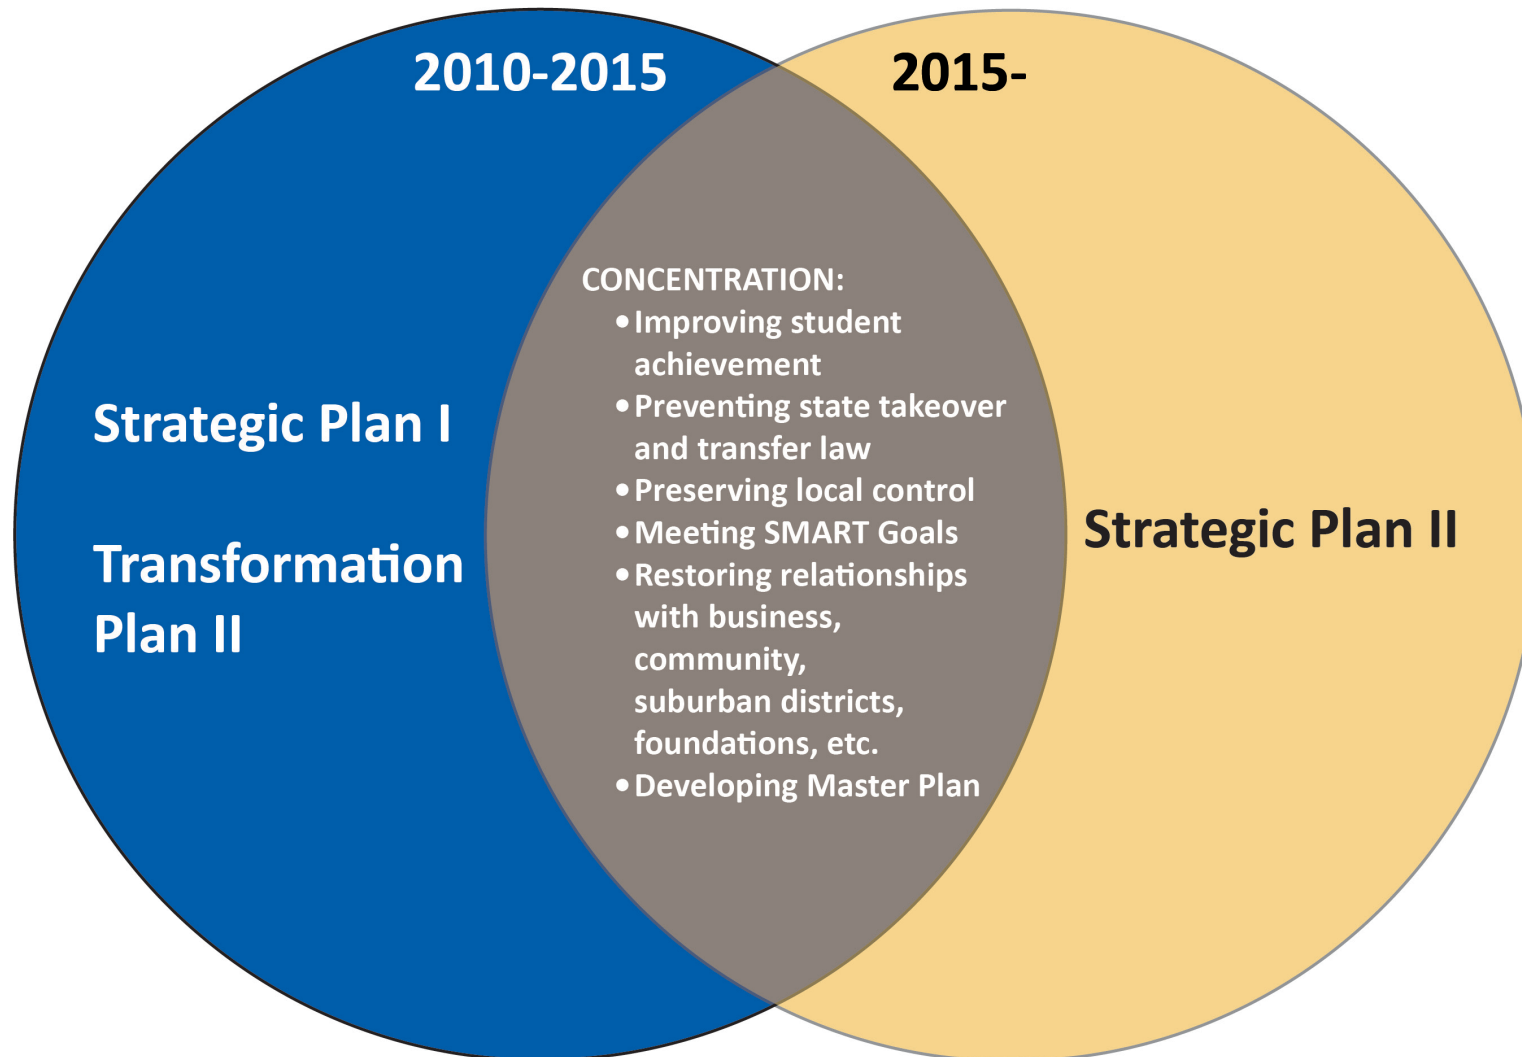 2010-2015
2015-
CONCENTRATION:
•Improving student
achievement
•Preventing state takeover
and transfer law
•Preserving local control
•Meeting SMART Goals
•Restoring relationships
with business,
community,
suburban districts,
foundations, etc.
•Developing Master Plan
Strategic Plan I
Transformation
Plan II
Strategic Plan II